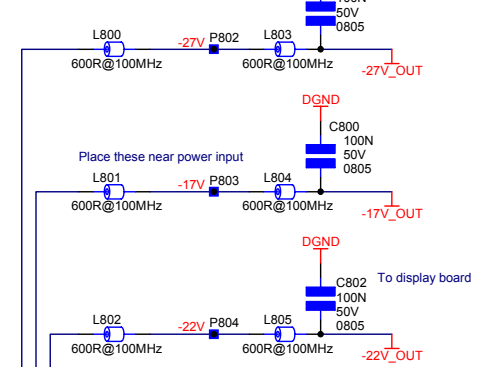 100N
50V
0805
L800
-27V
P802
L803
600R@100MHz
600R@100MHz
-27V_OUT
DGND
C800
100N
50V
0805
Place these near power input
L801
-17V
P803
L804
600R@100MHz
600R@100MHz
-17V_OUT
DGND
C802
100N
50V
0805
To display board
L802
-22V
P804
L805
600R@100MHz
600R@100MHz
-22V_OUT